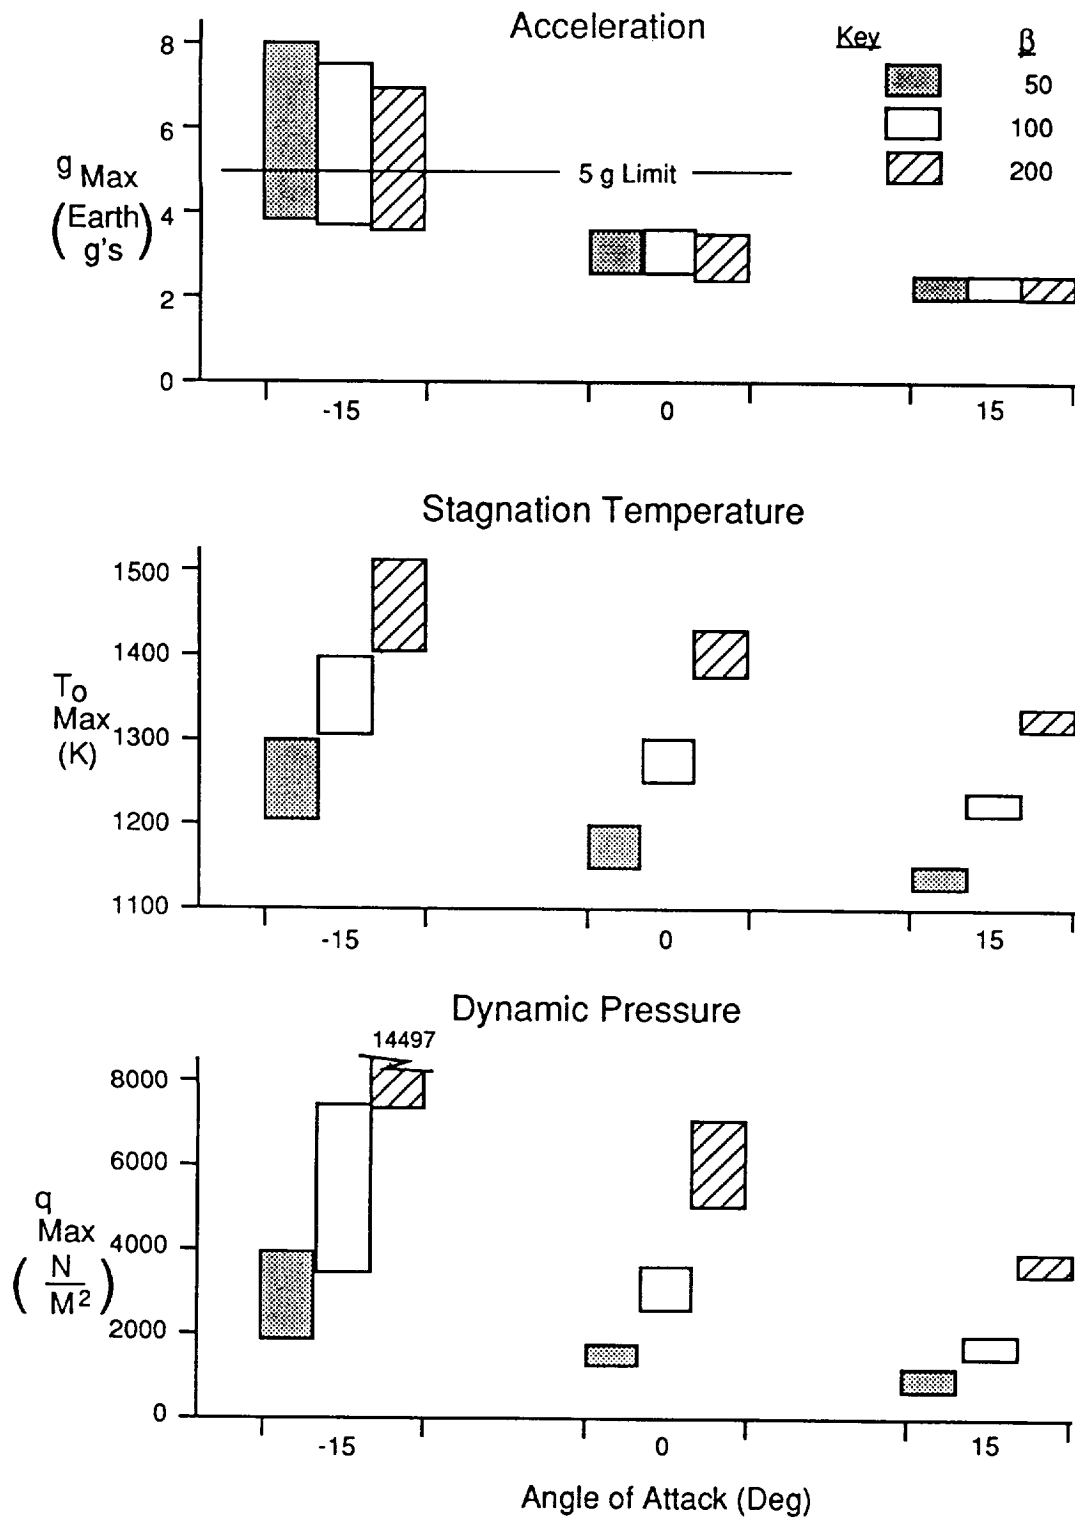 Acceleration
Key β
50
100
200
8
6
4
2
0
g Max
(Earth g's)
5 g Limit
-15 0 15
Stagnation Temperature
1500
1400
1300
1200
1100
To
Max
(K)
-15 0 15
Dynamic Pressure
14497
8000
6000
4000
2000
0
q
Max
(N/M²)
-15 0 15
Angle of Attack (Deg)